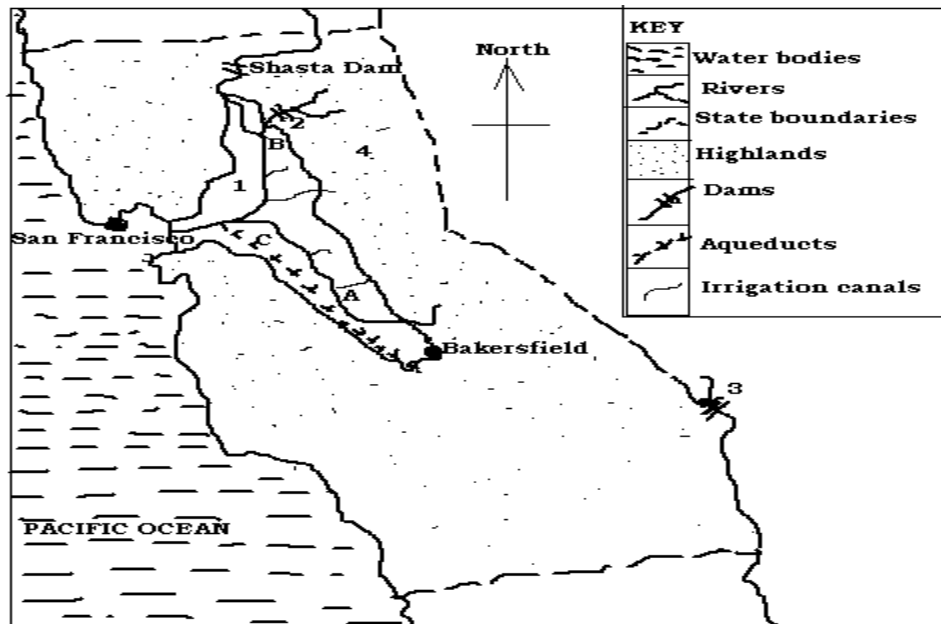 KEY
Water bodies
Rivers
State boundaries
Highlands
Dams
Aqueducts
Irrigation canals
North
Shasta Dam
2
B
4
1
San Francisco
C
A
Bakersfield
3
PACIFIC OCEAN